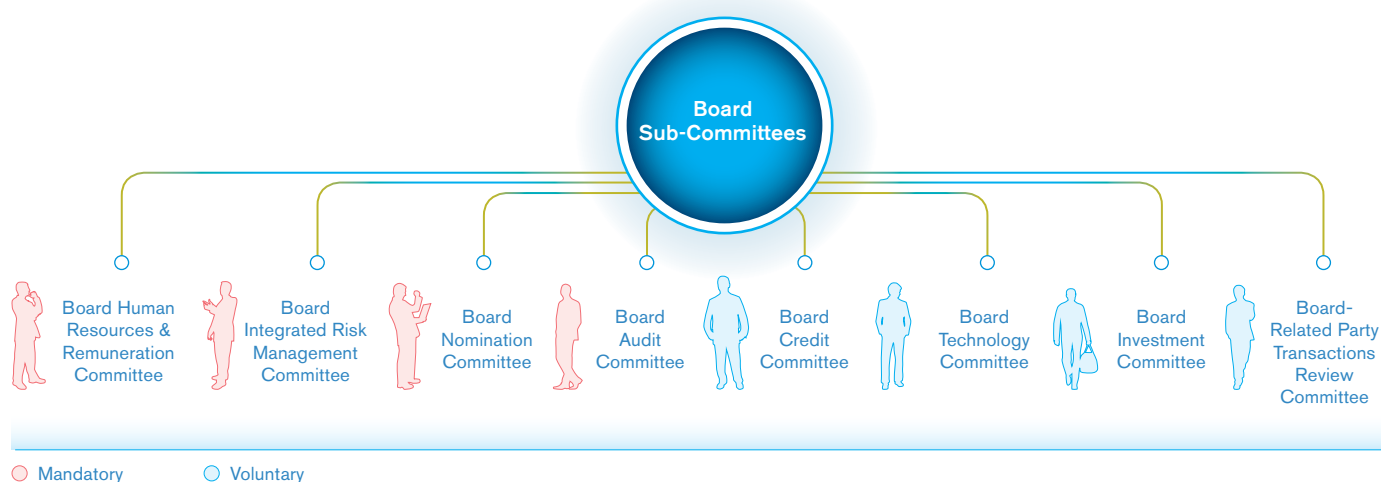 Board
Sub-Committees
Board Human
Resources &
Remuneration
Committee
Board
Integrated Risk
Management
Committee
Board
Nomination
Committee
Board
Audit
Committee
Board
Credit
Committee
Board
Technology
Committee
Board
Investment
Committee
Board-
Related Party
Transactions
Review
Committee
Mandatory
Voluntary